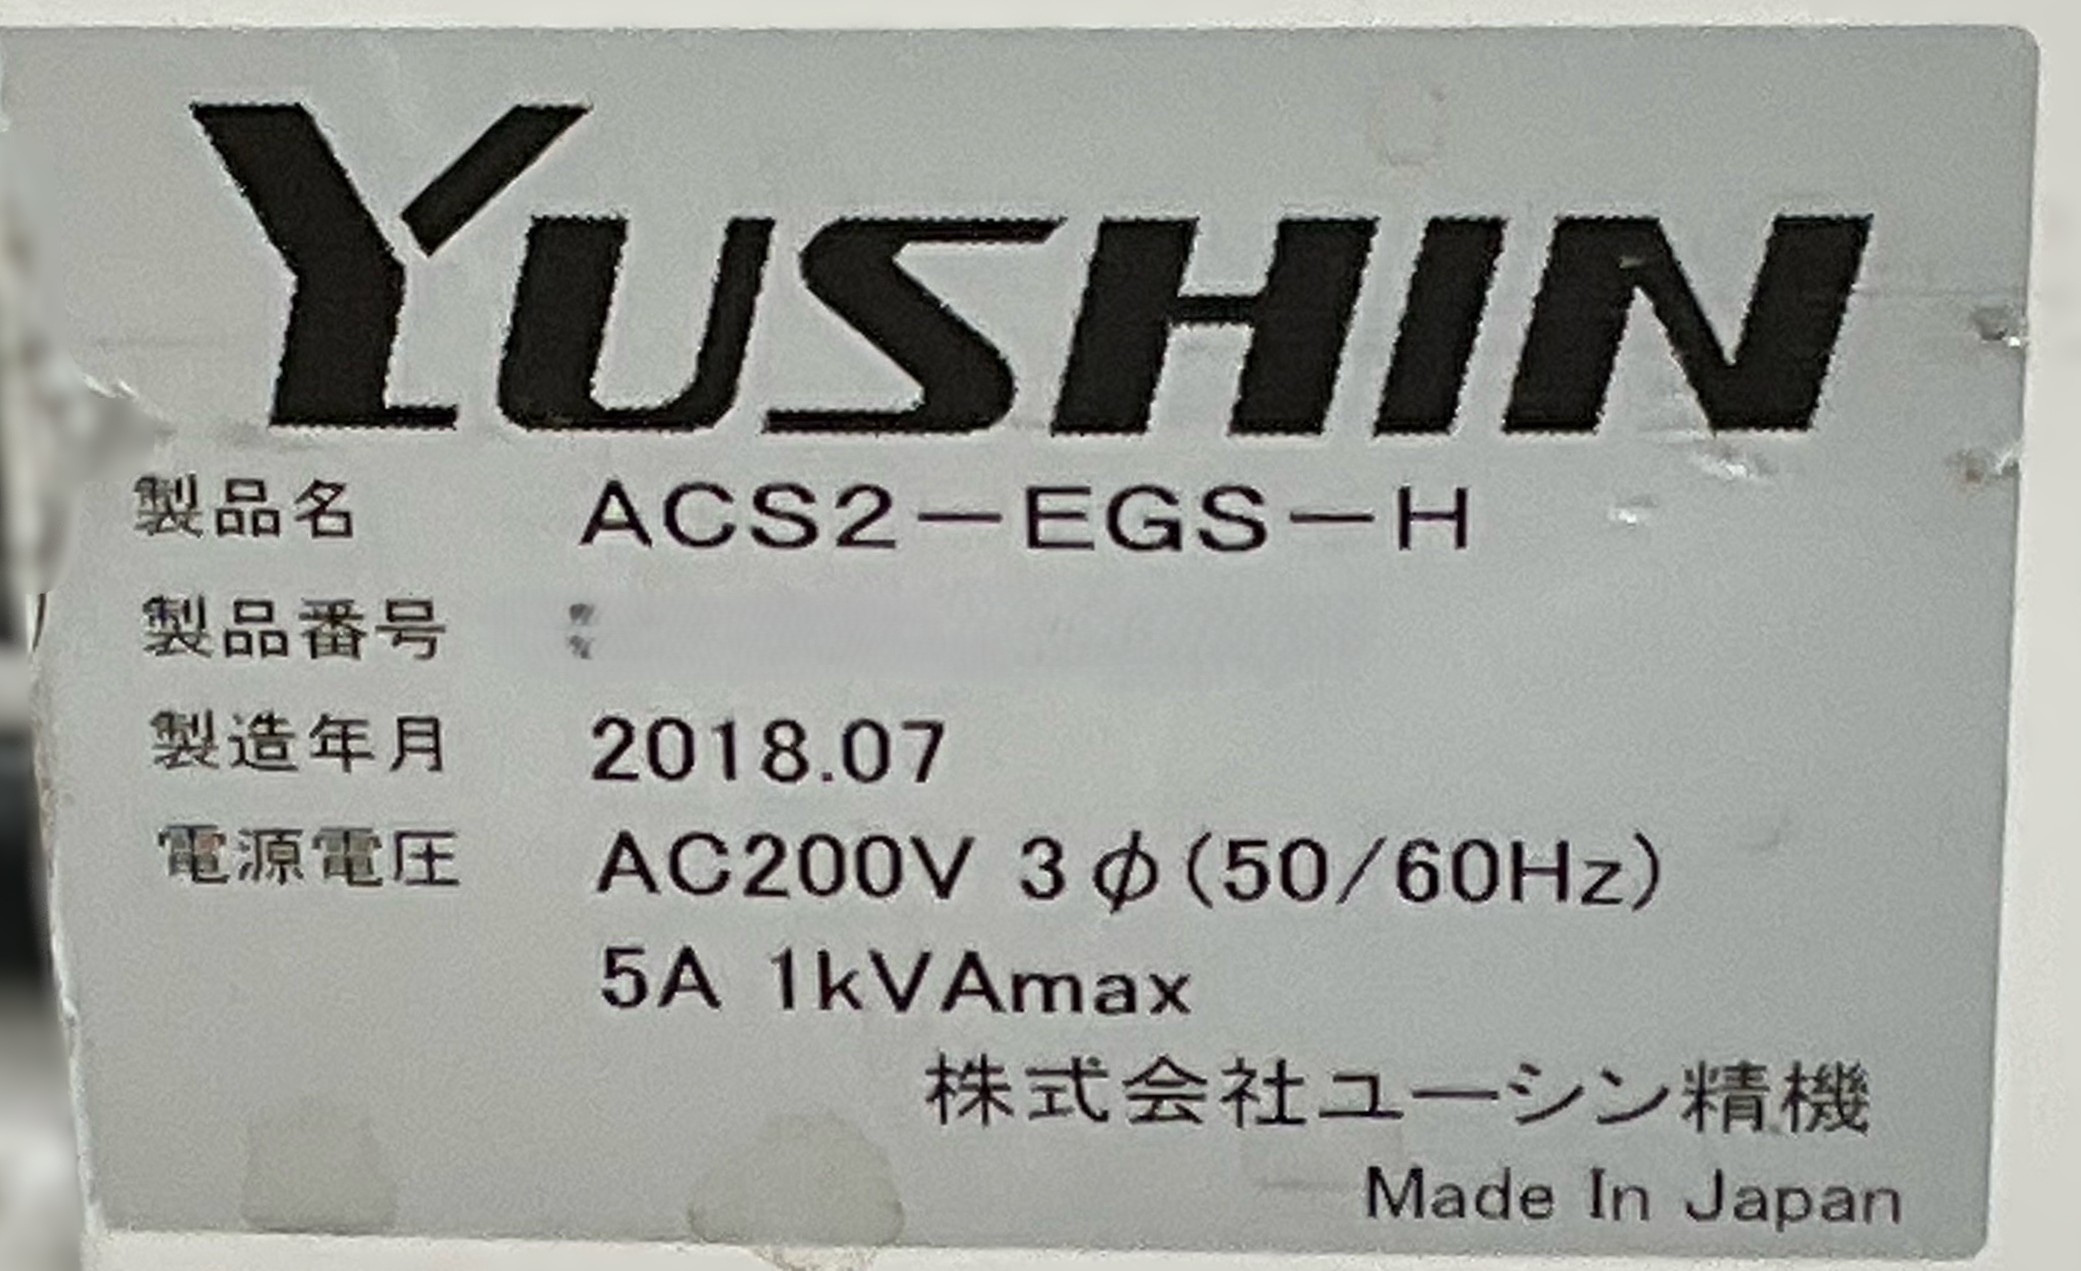 YUSHIN
製品名 ACS2－EGS－H
製品番号
製造年月 2018.07
電源電圧 AC200V 3φ(50/60Hz)
5A 1kVAmax
株式会社ユーシン精機
Made In Japan